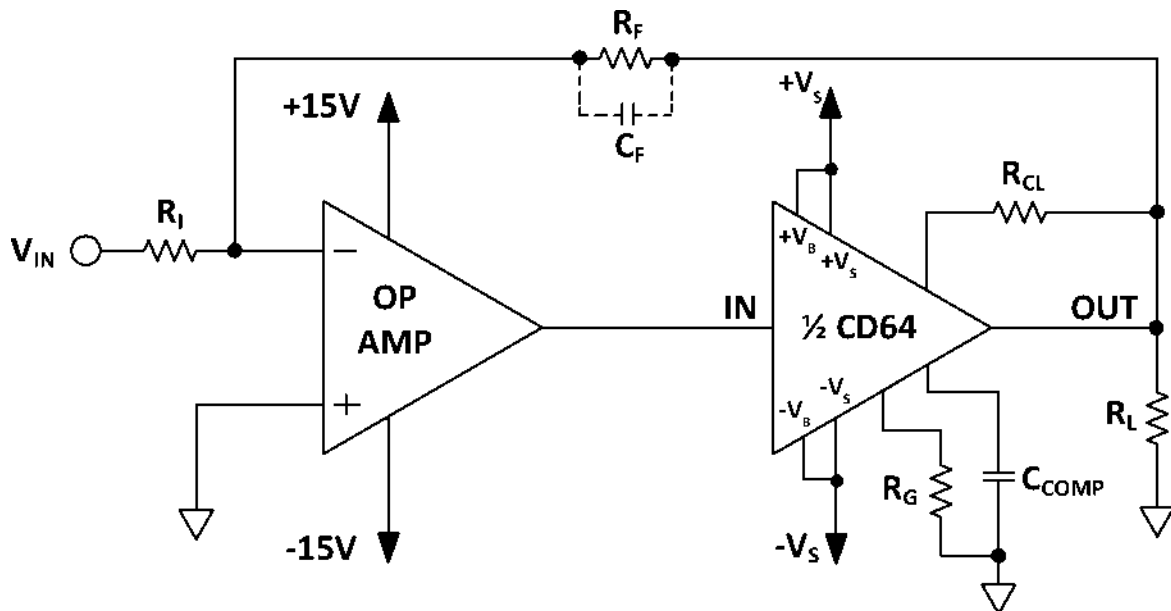 R_F
C_F
+15V
+V_S
R_CL
R_I
V_IN
−
OP
AMP
+
-15V
IN
+V_B
+V_S
½ CD64
OUT
-V_S
-V_B
R_G
C_COMP
R_L
-V_S